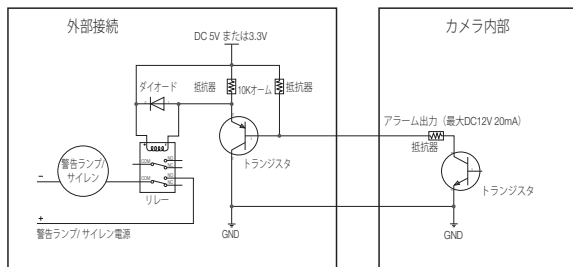 外部接続
カメラ内部
DC 5V または3.3V
ダイオード
抵抗器
10Kオーム
抵抗器
アラーム出力（最大DC12V 20mA）
抵抗器
トランジスタ
トランジスタ
警告ランプ/
サイレン
COM
NO
NC
COM
NO
NC
リレー
警告ランプ/ サイレン電源
GND
GND